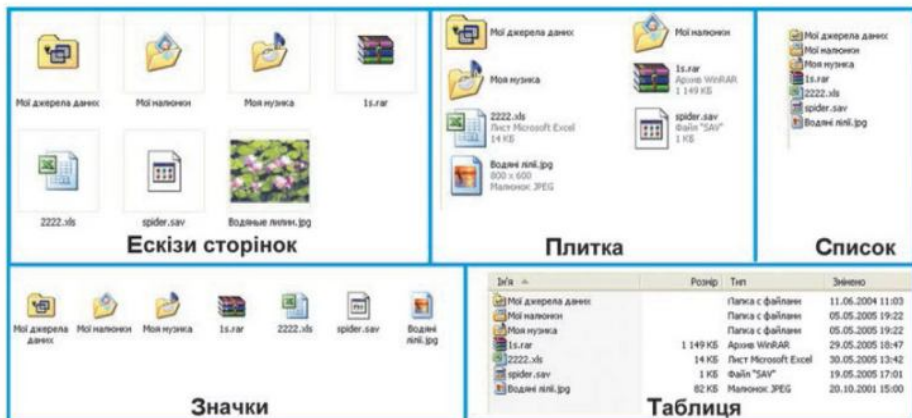 Мої джерела даних Мої малюнки Моя музика 1s.rar
2222.xls spider.sav Водяные лилии.jpg
Ескізи сторінок
Мої джерела даних Мої малюнки
Моя музика
1s.rar
Архив WinRAR
1 149 КБ
2222.xls
Лист Microsoft Excel
14 КБ
spider.sav
Файл "SAV"
1 КБ
Водяні лілії.jpg
800 x 600
Малюнок JPEG
Плитка
Мої джерела даних
Мої малюнки
Моя музика
1s.rar
2222.xls
spider.sav
Водяні лілії.jpg
Список
Мої джерела даних Мої малюнки Моя музика 1s.rar 2222.xls spider.sav Водяні лілії.jpg
Значки
Ім'я Розмір Тип Змінено
Мої джерела даних Папка с файлами 11.06.2004 11:03
Мої малюнки Папка с файлами 05.05.2005 19:22
Моя музика Папка с файлами 05.05.2005 19:22
1s.rar 1 149 КБ Архив WinRAR 29.05.2005 18:47
2222.xls 14 КБ Лист Microsoft Excel 30.05.2005 13:42
spider.sav 1 КБ Файл "SAV" 19.05.2005 17:01
Водяні лілії.jpg 82 КБ Малюнок JPEG 20.10.2001 15:00
Таблиця